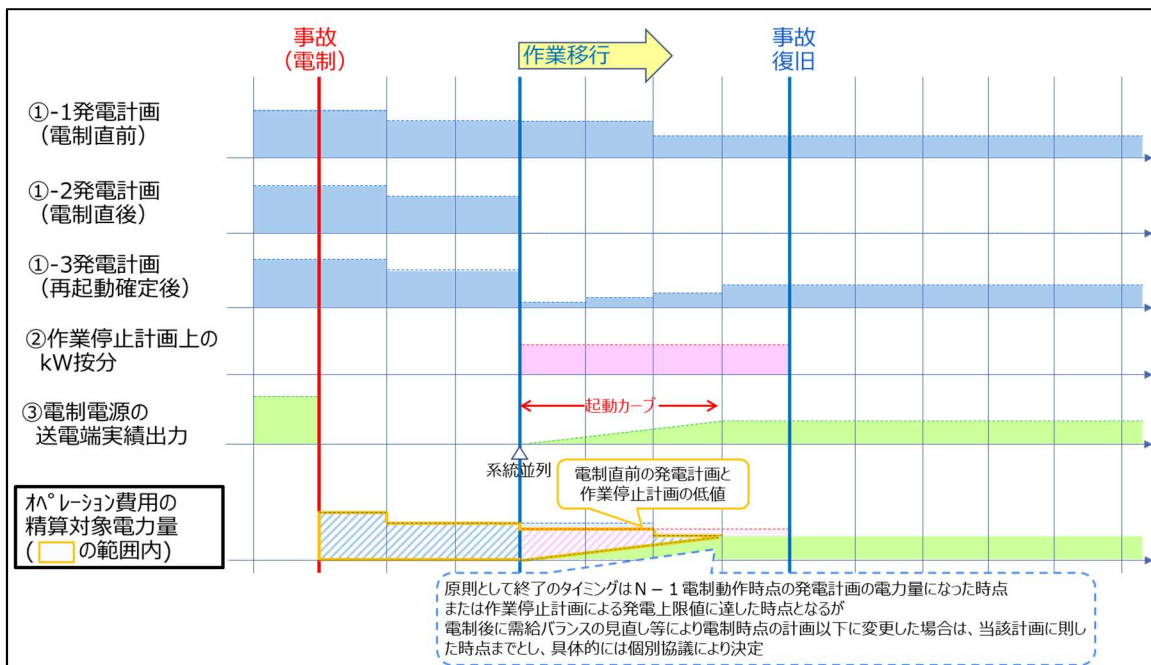 事故
（電制）
作業移行
事故
復旧
①-1発電計画
（電制直前）
①-2発電計画
（電制直後）
①-3発電計画
（再起動確定後）
②作業停止計画上の
kW按分
③電制電源の
送電端実績出力
起動カーブ
系統並列
電制直前の発電計画と
作業停止計画の低値
ｵﾍﾟﾚｰｼｮﾝ費用の
精算対象電力量
（ の範囲内）
原則として終了のタイミングはＮ－１電制動作時点の発電計画の電力量になった時点
または作業停止計画による発電上限値に達した時点となるが
電制後に需給バランスの見直し等により電制時点の計画以下に変更した場合は、当該計画に則し
た時点までとし、具体的には個別協議により決定